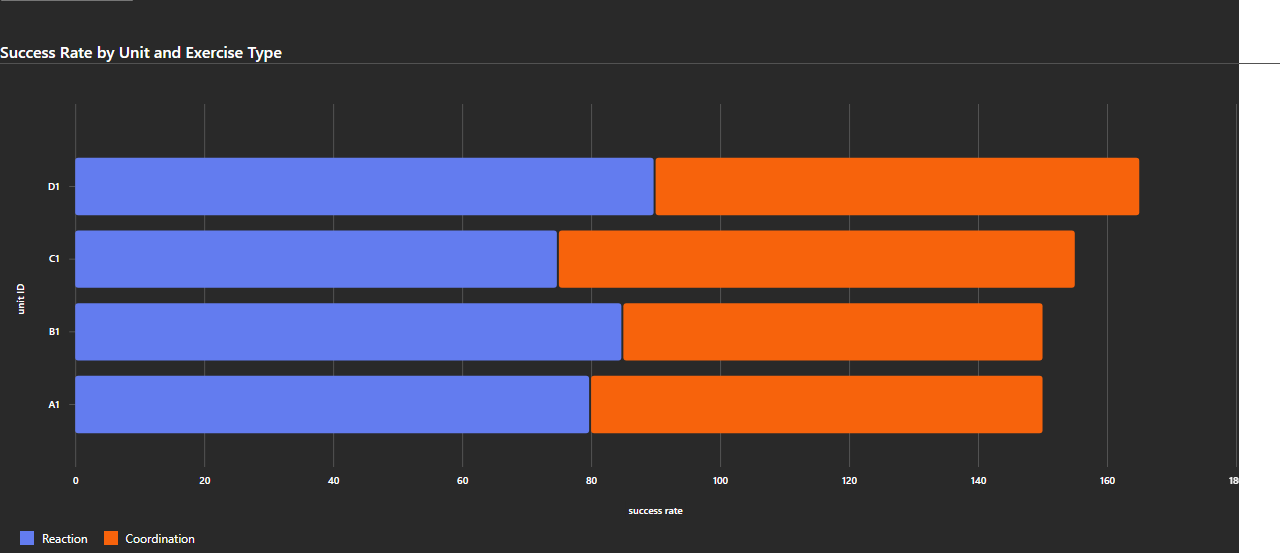 Success Rate by Unit and Exercise Type
D1
C1
B1
A1
unit ID
0 20 40 60 80 100 120 140 160 18
success rate
Reaction Coordination